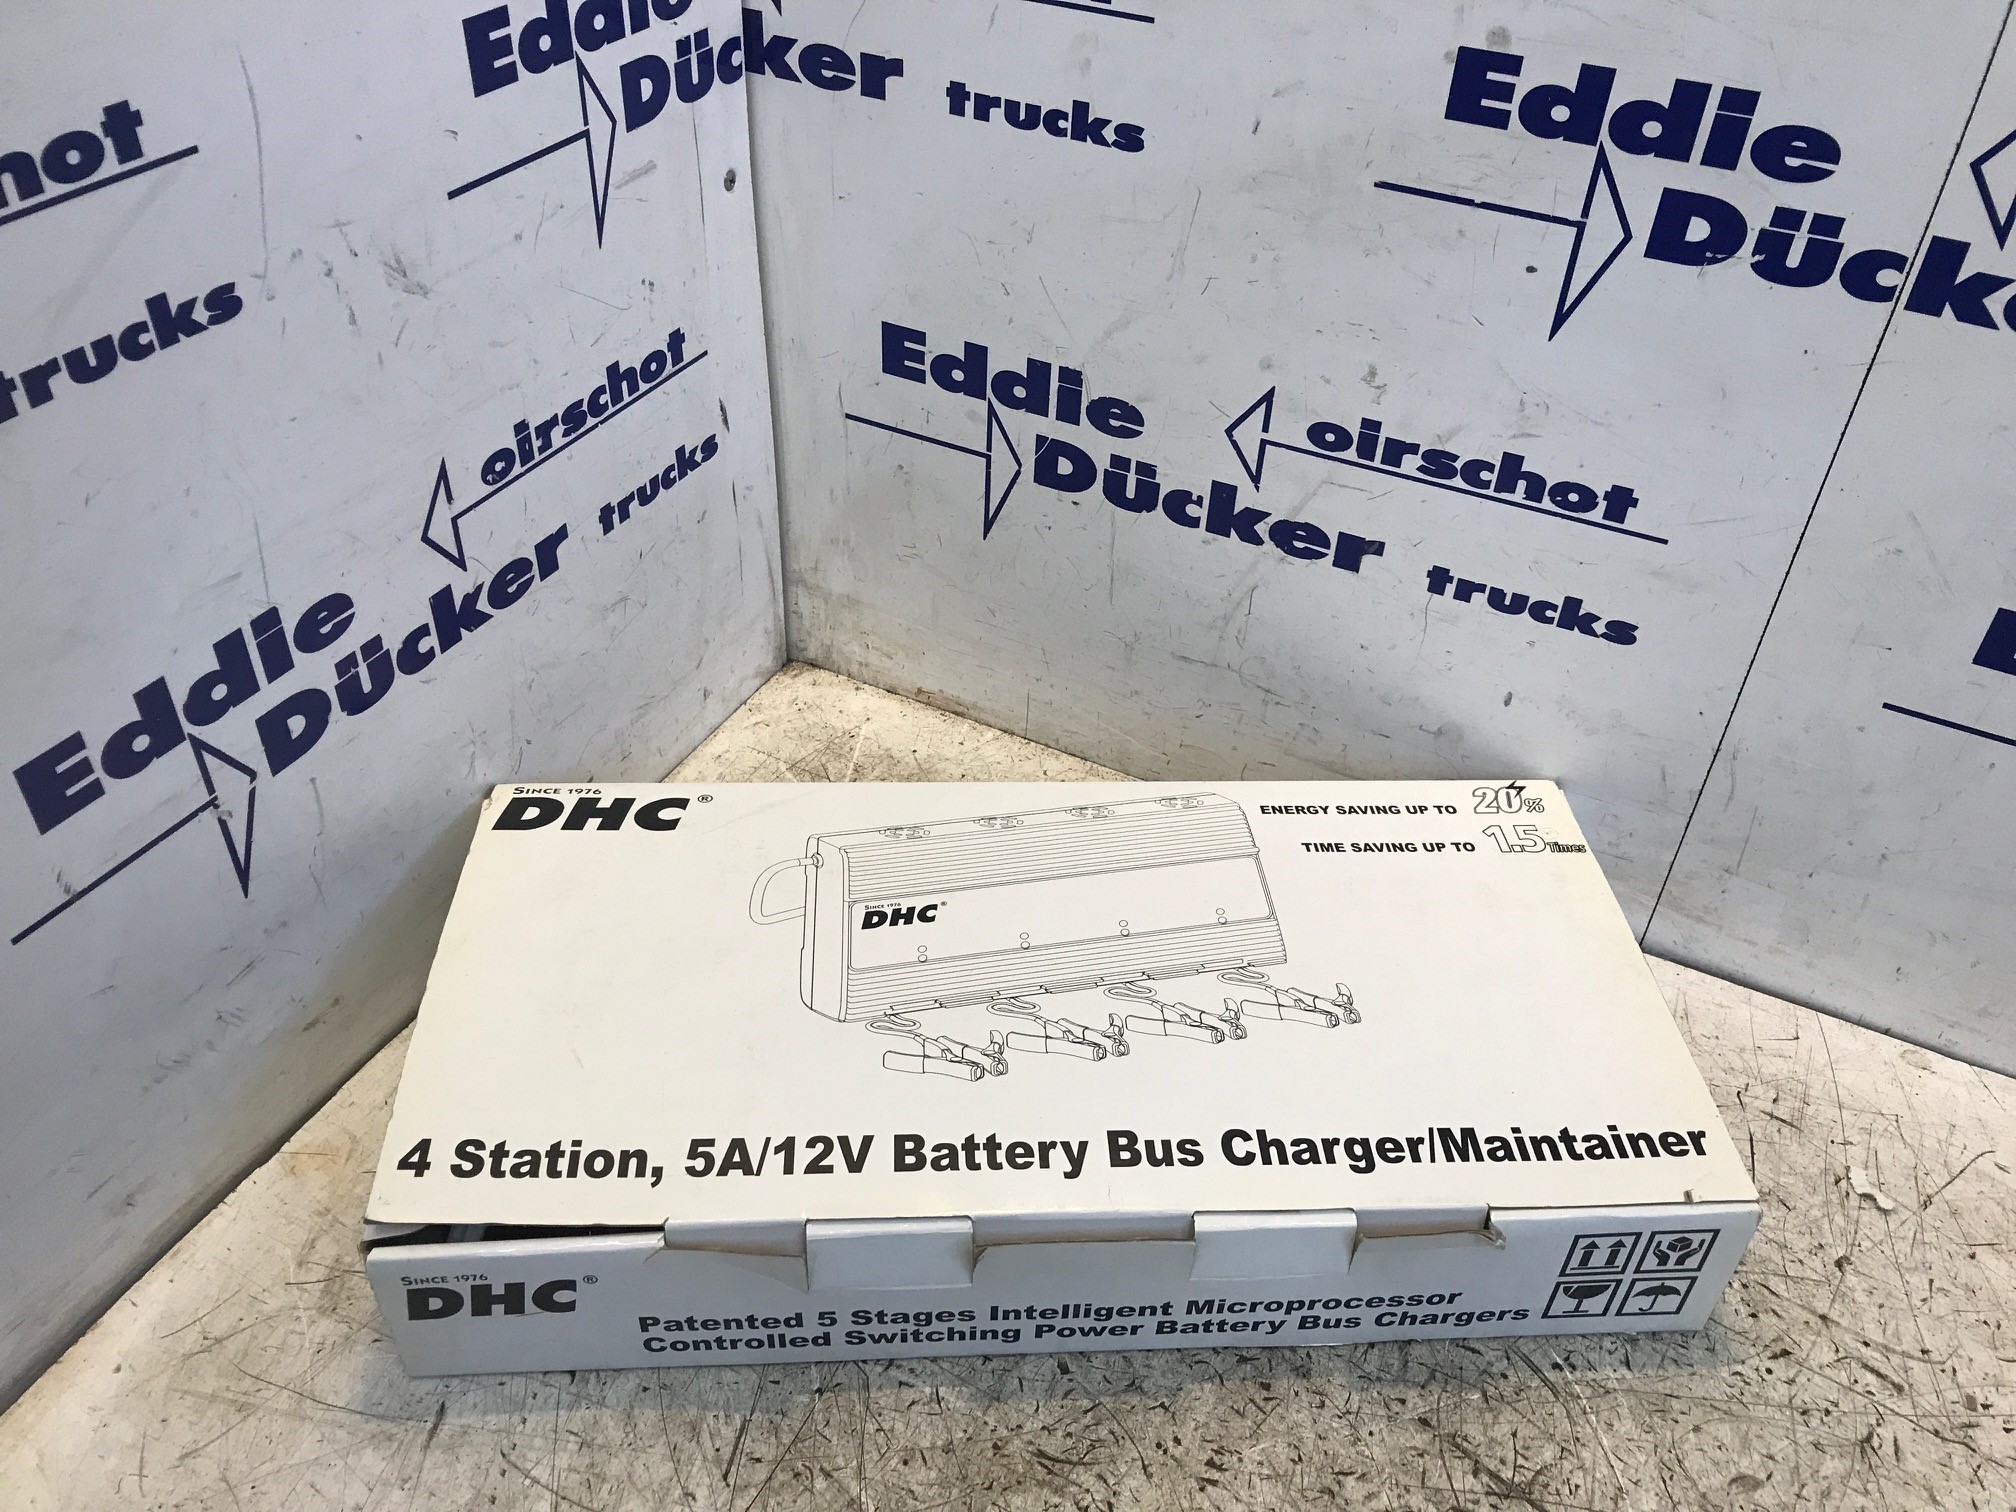 Eddie
Dücker
trucks
Eddie
Dücker
trucks
oirschot
Eddie
Dücker
oirschot
trucks
Eddie
Dücker
oirschot
trucks
SINCE 1976
DHC®
ENERGY SAVING UP TO 20%
TIME SAVING UP TO 1.5 Times
SINCE 1976
DHC®
4 Station, 5A/12V Battery Bus Charger/Maintainer
SINCE 1976
DHC®
Patented 5 Stages Intelligent Microprocessor
Controlled Switching Power Battery Bus Chargers